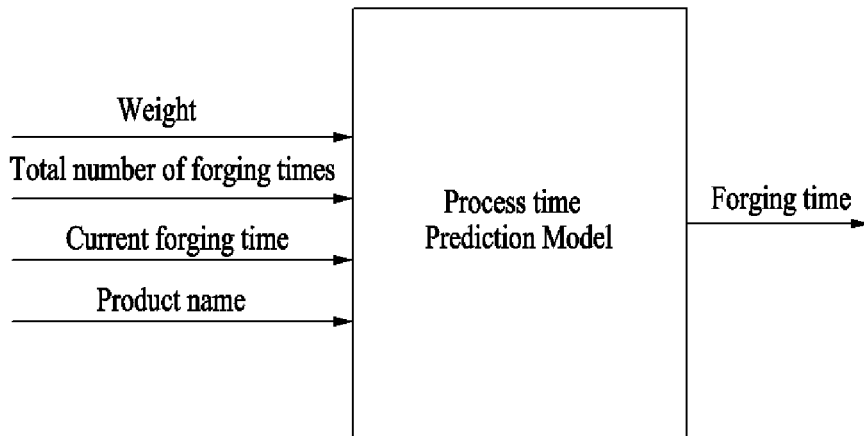 Weight
Total number of forging times
Current forging time
Product name
Process time
Prediction Model
Forging time